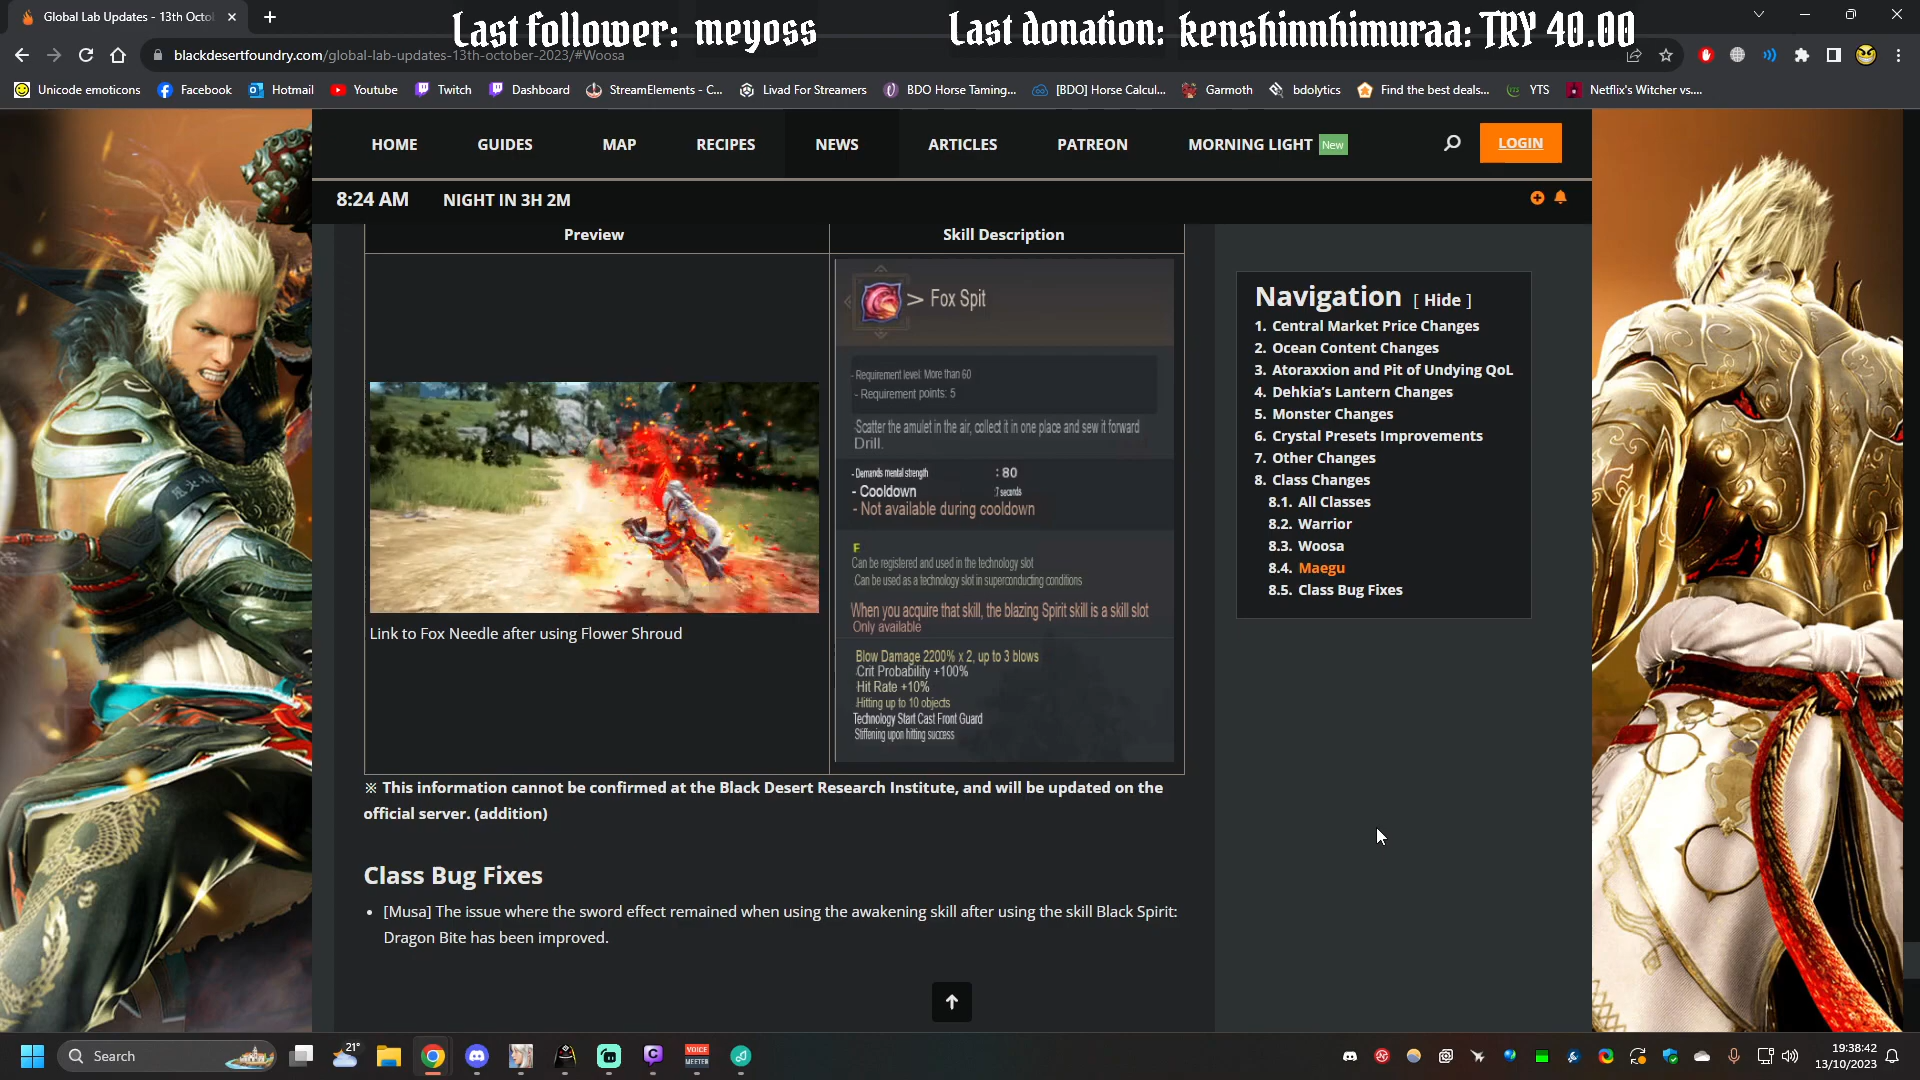 Global Lab Updates - 13th Octo
Last follower: meyoss
Last donation: kenshinnhimuraa: TRY 40.00
blackdesertfoundry.com/global-lab-updates-13th-october-2023/#Woosa
Unicode emoticons
Facebook
Hotmail
Youtube
Twitch
Dashboard
StreamElements - C...
Livad For Streamers
BDO Horse Taming...
[BDO] Horse Calcul...
Garmoth
bdolytics
Find the best deals...
YTS
Netflix's Witcher vs....
HOME
GUIDES
MAP
RECIPES
NEWS
ARTICLES
PATREON
MORNING LIGHT New
LOGIN
8:24 AM
NIGHT IN 3H 2M
Preview
Skill Description
> Fox Spit
- Requirement level: More than 60
- Requirement points: 5
Scatter the amulet in the air, collect it in one place and sew it forward
Drill.
- Demands mental strength : 80
- Cooldown 7 seconds
- Not available during cooldown
F
Can be registered and used in the technology slot
Can be used as a technology slot in superconducting conditions
When you acquire that skill, the blazing Spirit skill is a skill slot
Only available
Blow Damage 2200% x 2, up to 3 blows
Crit Probability +100%
Hit Rate +10%
Hitting up to 10 objects
Technology Start Cast Front Guard
Stiffening upon hitting success
Link to Fox Needle after using Flower Shroud
※ This information cannot be confirmed at the Black Desert Research Institute, and will be updated on the
official server. (addition)
Class Bug Fixes
• [Musa] The issue where the sword effect remained when using the awakening skill after using the skill Black Spirit:
Dragon Bite has been improved.
Navigation [ Hide ]
1. Central Market Price Changes
2. Ocean Content Changes
3. Atoraxxion and Pit of Undying QoL
4. Dehkia's Lantern Changes
5. Monster Changes
6. Crystal Presets Improvements
7. Other Changes
8. Class Changes
8.1. All Classes
8.2. Warrior
8.3. Woosa
8.4. Maegu
8.5. Class Bug Fixes
Search
21°
VOICE
MEETER
19:38:42
13/10/2023